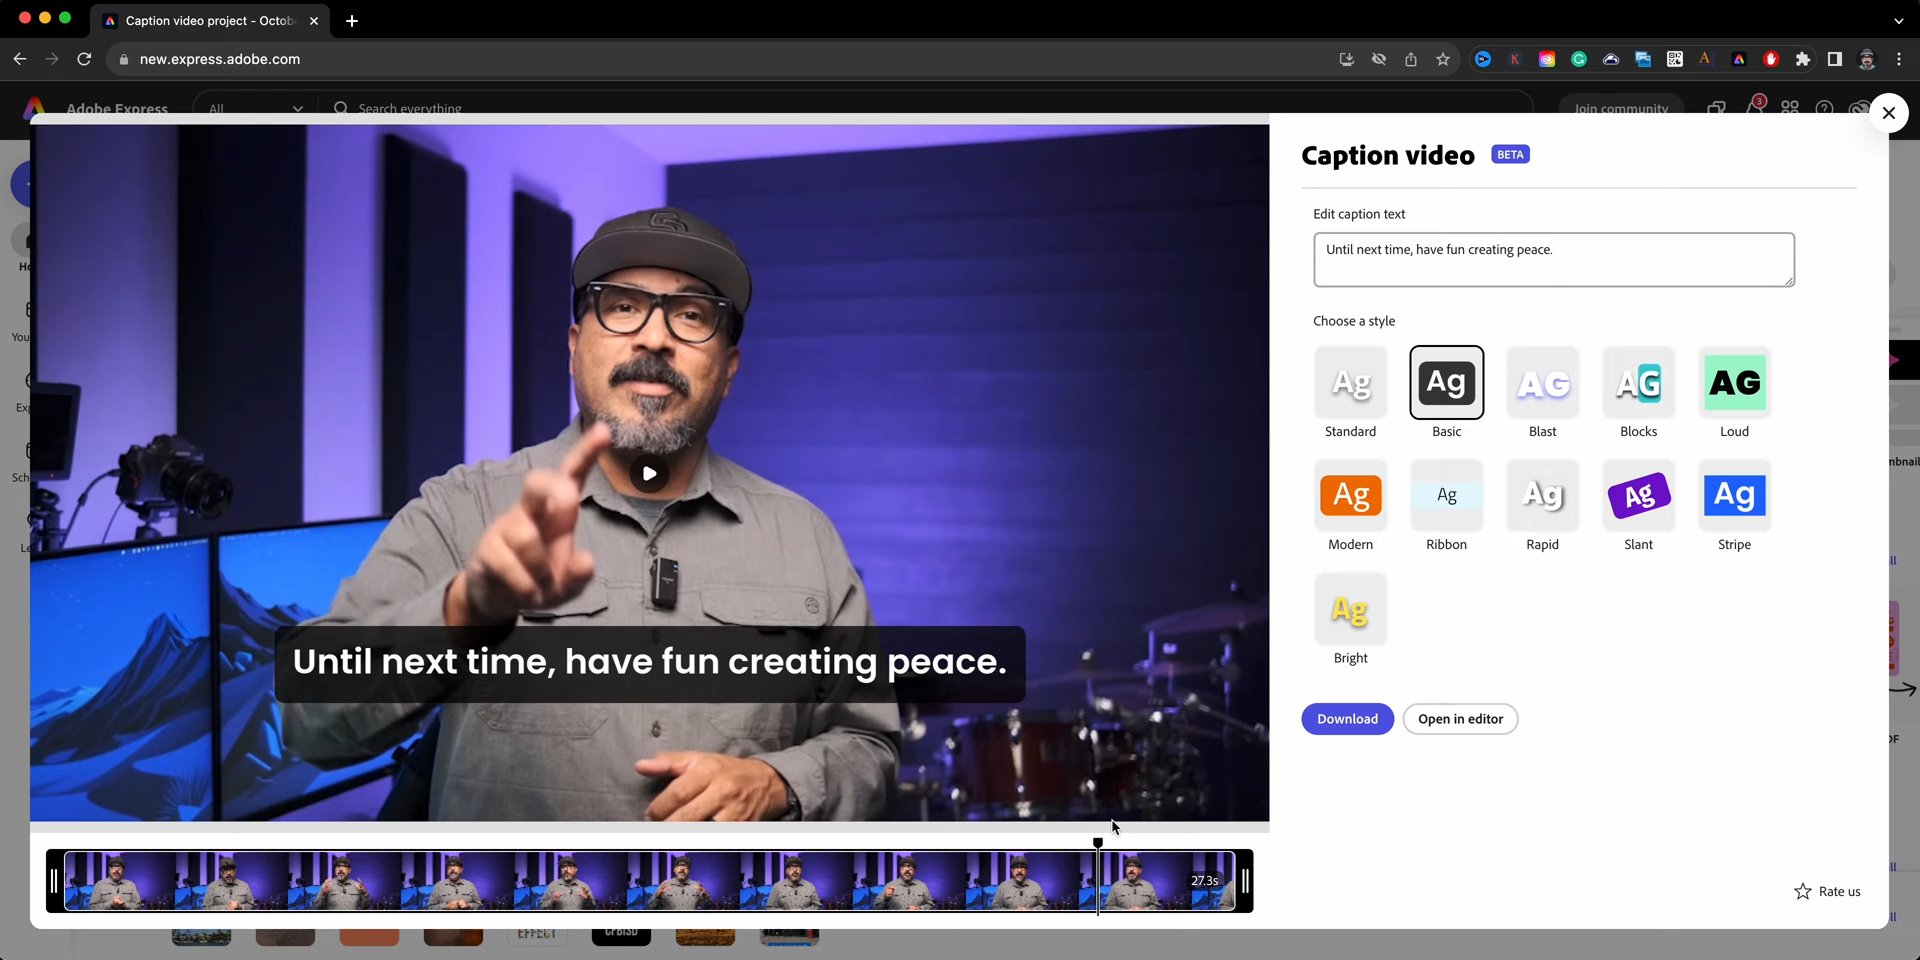 Caption video project - Octob
new.express.adobe.com
Adobe Express
All
Search everything
Join community
3
Caption video
BETA
Edit caption text
Until next time, have fun creating peace.
Choose a style
Ag
Ag
AG
AG
AG
Standard
Basic
Blast
Blocks
Loud
Ag
Ag
Ag
Ag
Ag
Modern
Ribbon
Rapid
Slant
Stripe
Ag
Bright
Download
Open in editor
Until next time, have fun creating peace.
27.3s
Rate us
EFFECT
CFBISD